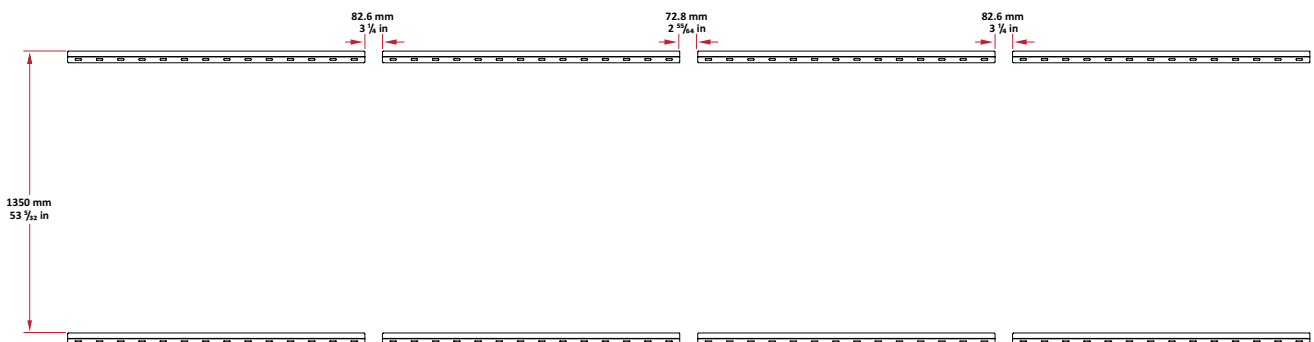 82.6 mm
3 ¼ in
72.8 mm
2 ⁵⁵⁄₆₄ in
82.6 mm
3 ¼ in
1350 mm
53 ⁵⁄₃₂ in